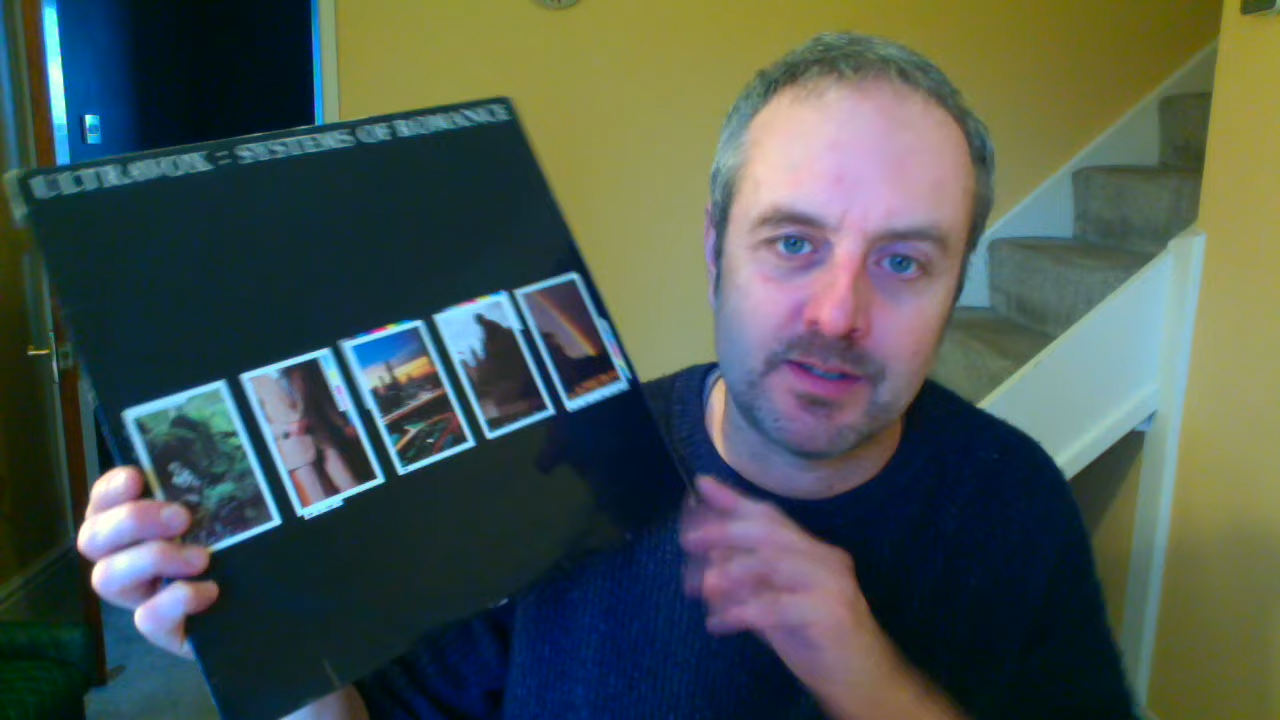 ULTRAVOX = SYSTEMS OF ROMANCE